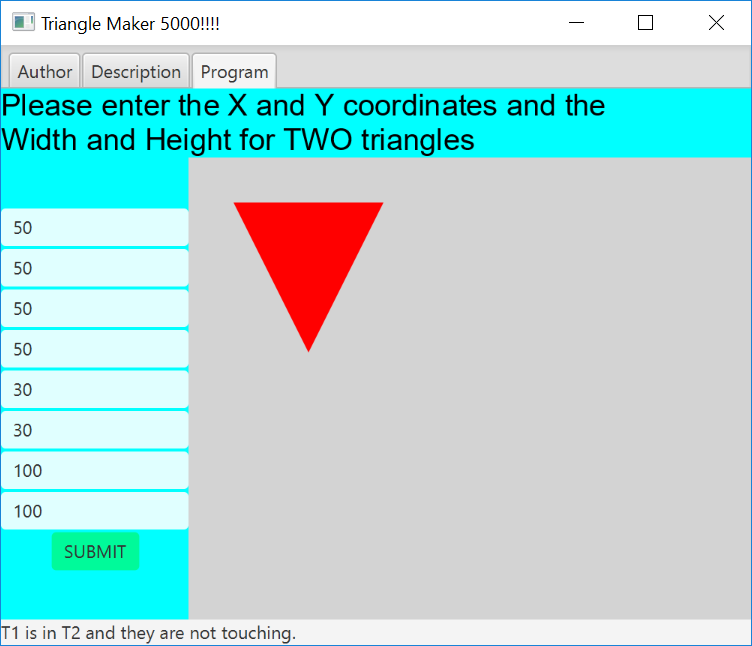 Triangle Maker 5000!!!!
Author Description Program
Please enter the X and Y coordinates and the
Width and Height for TWO triangles
50
50
50
50
30
30
100
100
SUBMIT
T1 is in T2 and they are not touching.